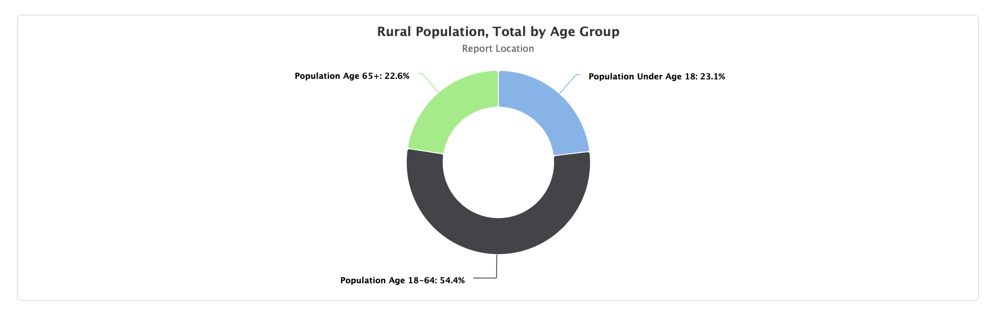 Rural Population, Total by Age Group
Report Location
Population Age 65+: 22.6%
Population Under Age 18: 23.1%
Population Age 18-64: 54.4%